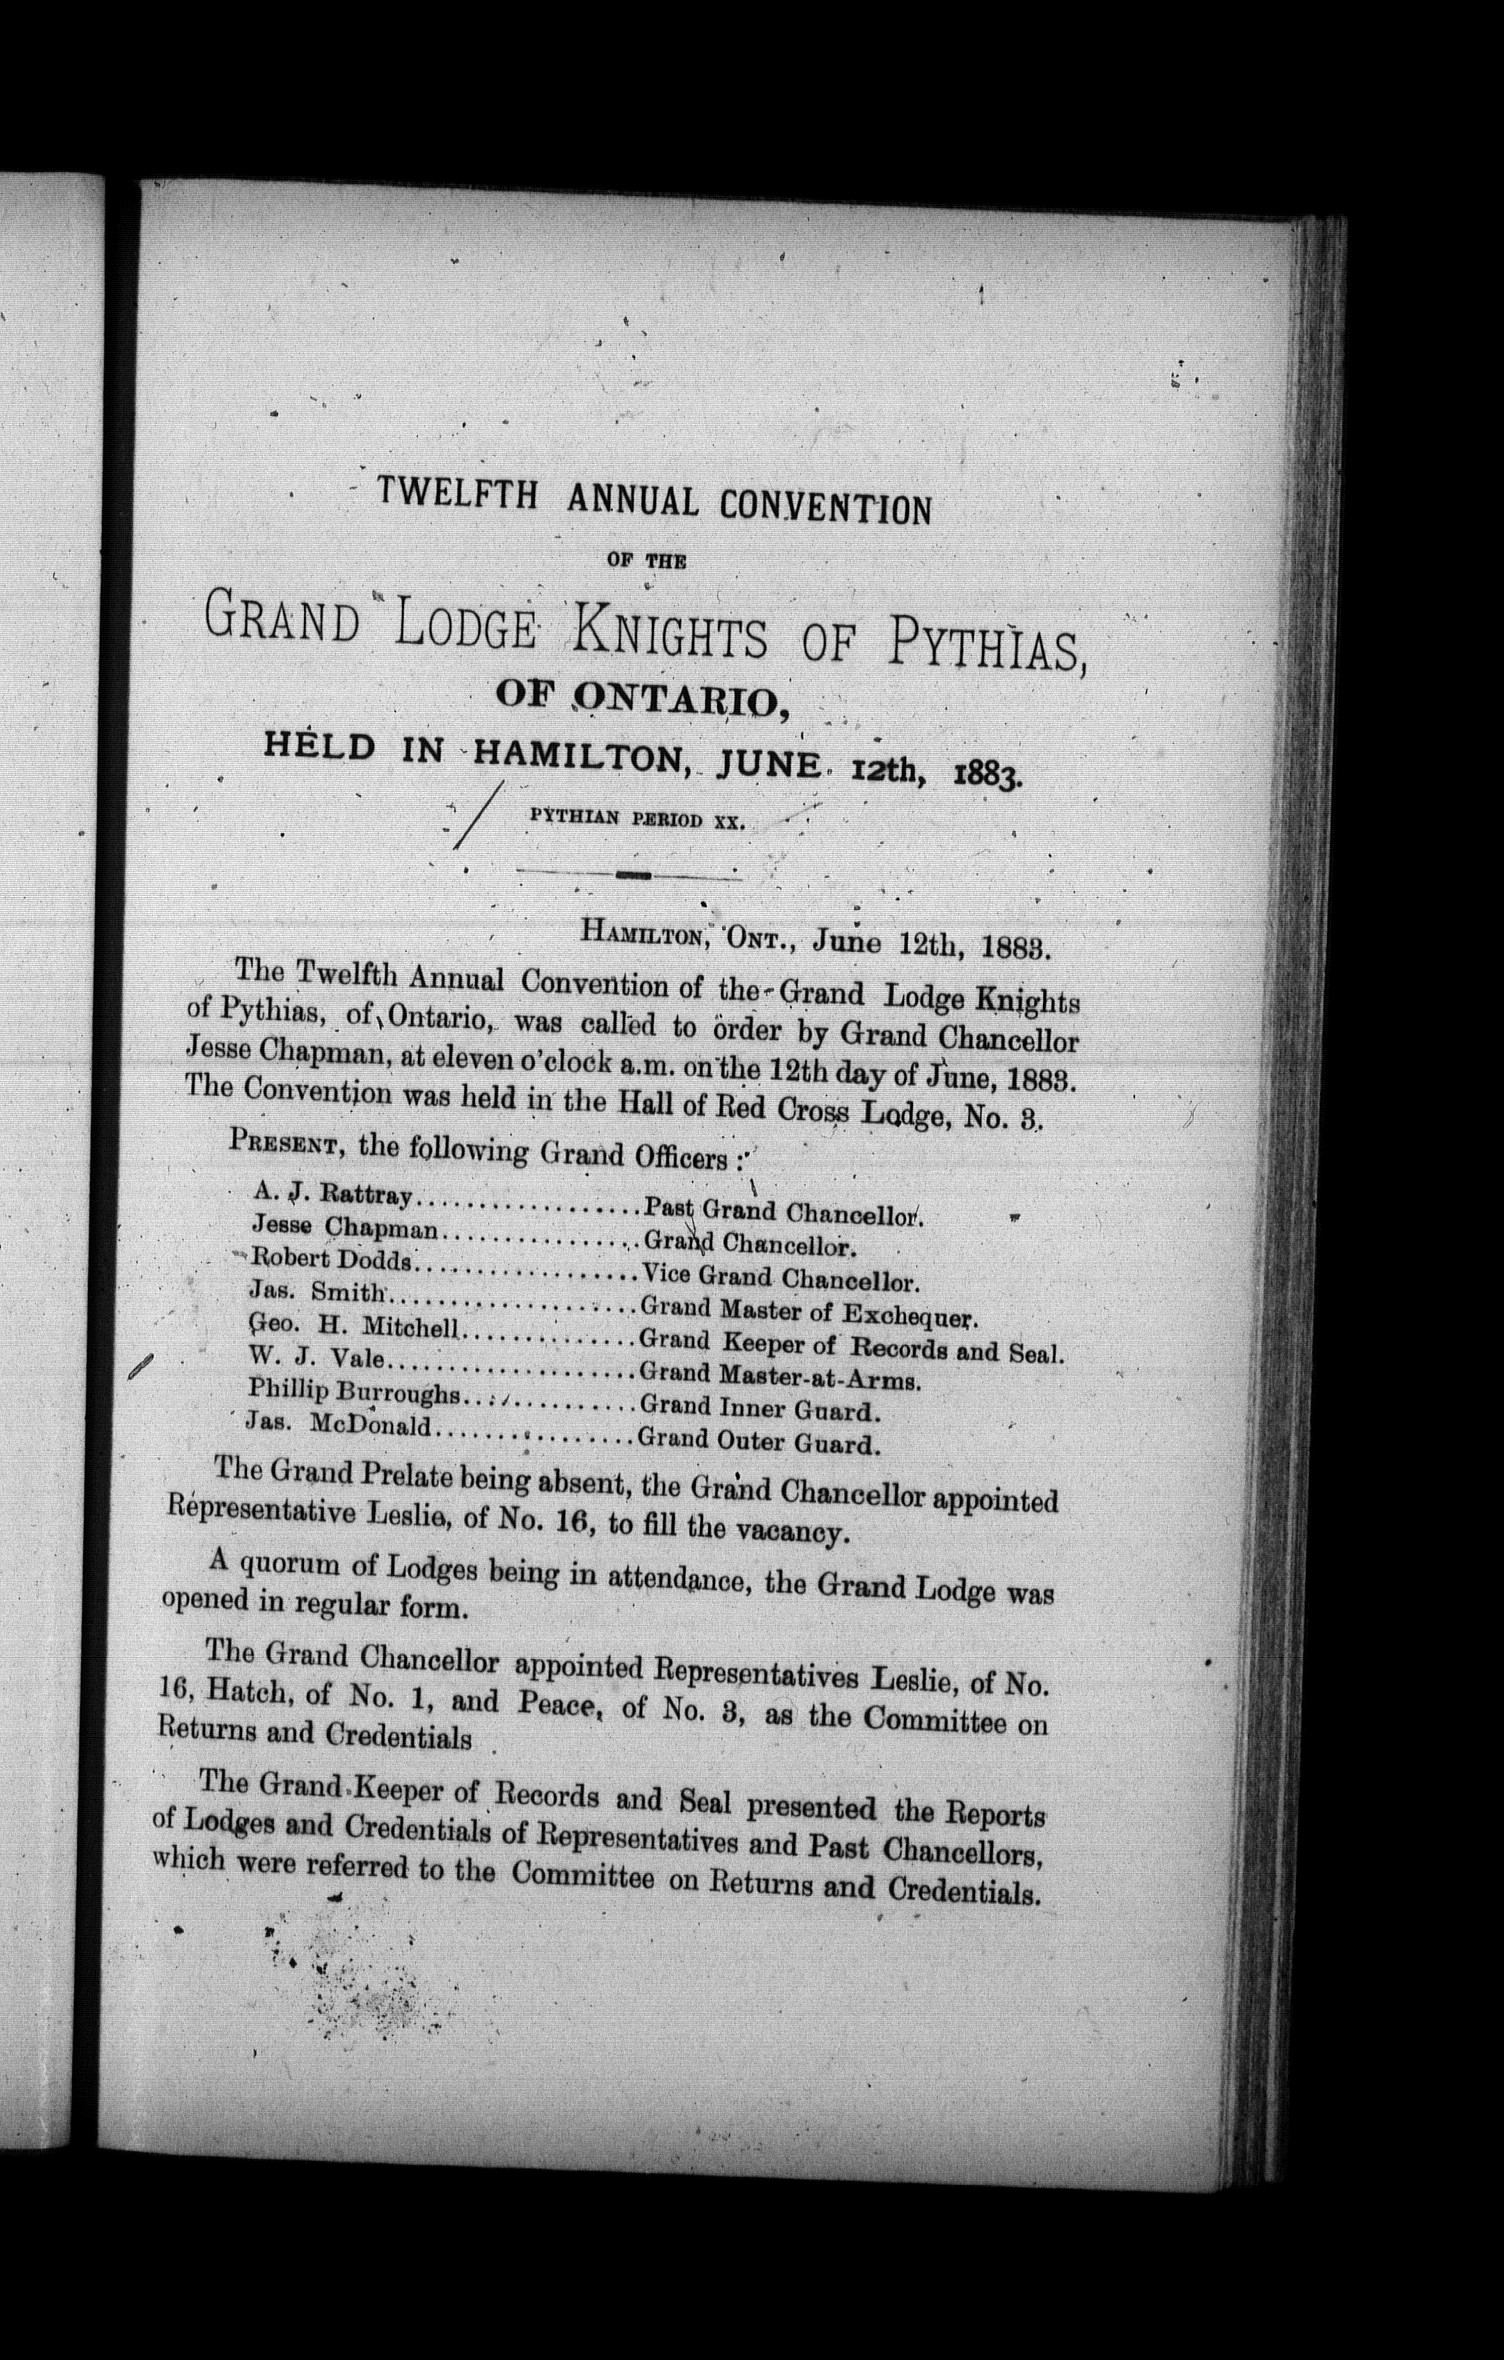 TWELFTH ANNUAL CONVENTION
OF THE
GRAND LODGE KNIGHTS OF PYTHIAS,
OF ONTARIO,
HELD IN HAMILTON, JUNE 12th, 1883.
PYTHIAN PERIOD XX.
HAMILTON, ONT., June 12th, 1883.
The Twelfth Annual Convention of the Grand Lodge Knights
of Pythias, of Ontario, was called to order by Grand Chancellor
Jesse Chapman, at eleven o'clock a.m. on the 12th day of June, 1883.
The Convention was held in the Hall of Red Cross Lodge, No. 3.
PRESENT, the following Grand Officers :
A. J. Rattray..................Past Grand Chancellor.
Jesse Chapman................Grand Chancellor.
Robert Dodds..................Vice Grand Chancellor.
Jas. Smith....................Grand Master of Exchequer.
Geo. H. Mitchell..............Grand Keeper of Records and Seal.
W. J. Vale....................Grand Master-at-Arms.
Phillip Burroughs..............Grand Inner Guard.
Jas. McDonald................Grand Outer Guard.
The Grand Prelate being absent, the Grand Chancellor appointed
Representative Leslie, of No. 16, to fill the vacancy.
A quorum of Lodges being in attendance, the Grand Lodge was
opened in regular form.
The Grand Chancellor appointed Representatives Leslie, of No.
16, Hatch, of No. 1, and Peace, of No. 3, as the Committee on
Returns and Credentials
The Grand Keeper of Records and Seal presented the Reports
of Lodges and Credentials of Representatives and Past Chancellors,
which were referred to the Committee on Returns and Credentials.